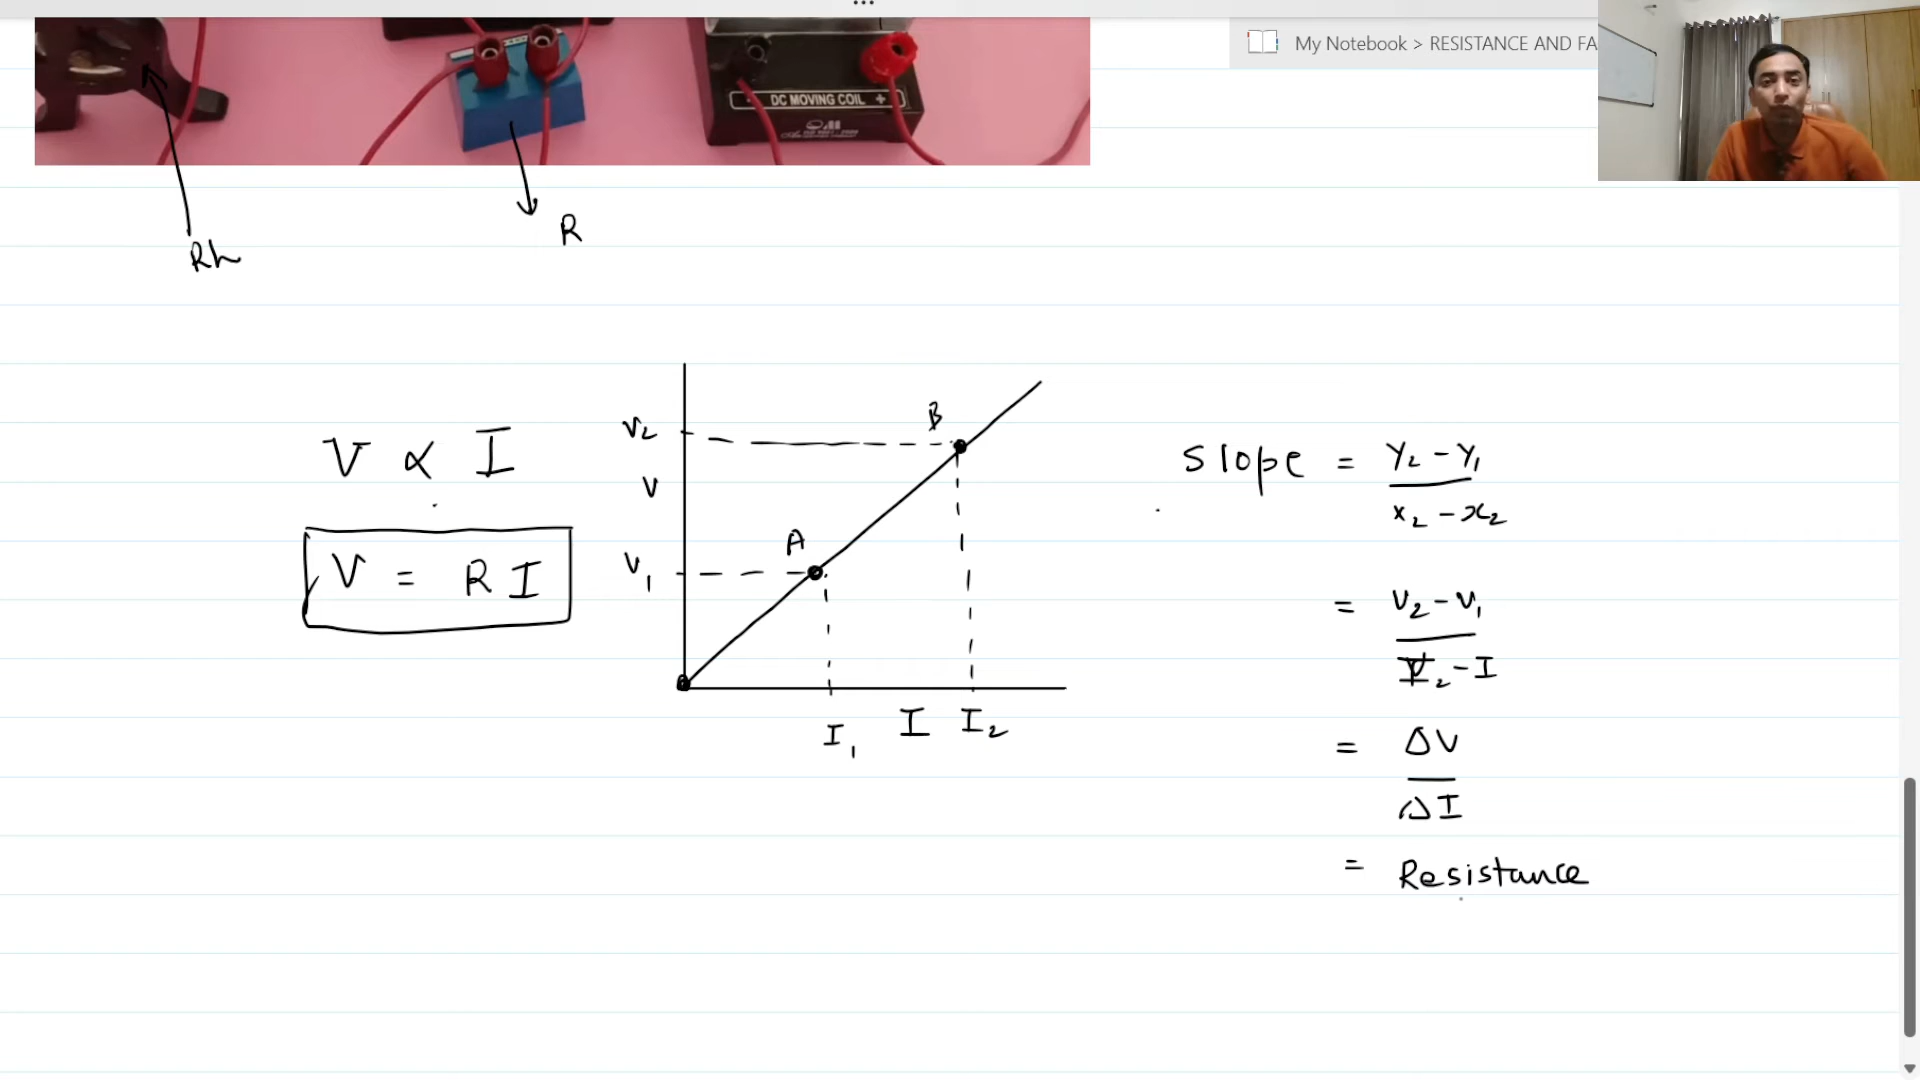 My Notebook > RESISTANCE AND FA
- DC MOVING COIL +
Rh
R
V ∝ I
V = R I
V₂
V
V₁
A
B
I₁
I
I₂
Slope = y₂ - y₁
x₂ - x₂
= V₂ - V₁
I₂ - I
= ΔV
ΔI
= Resistance